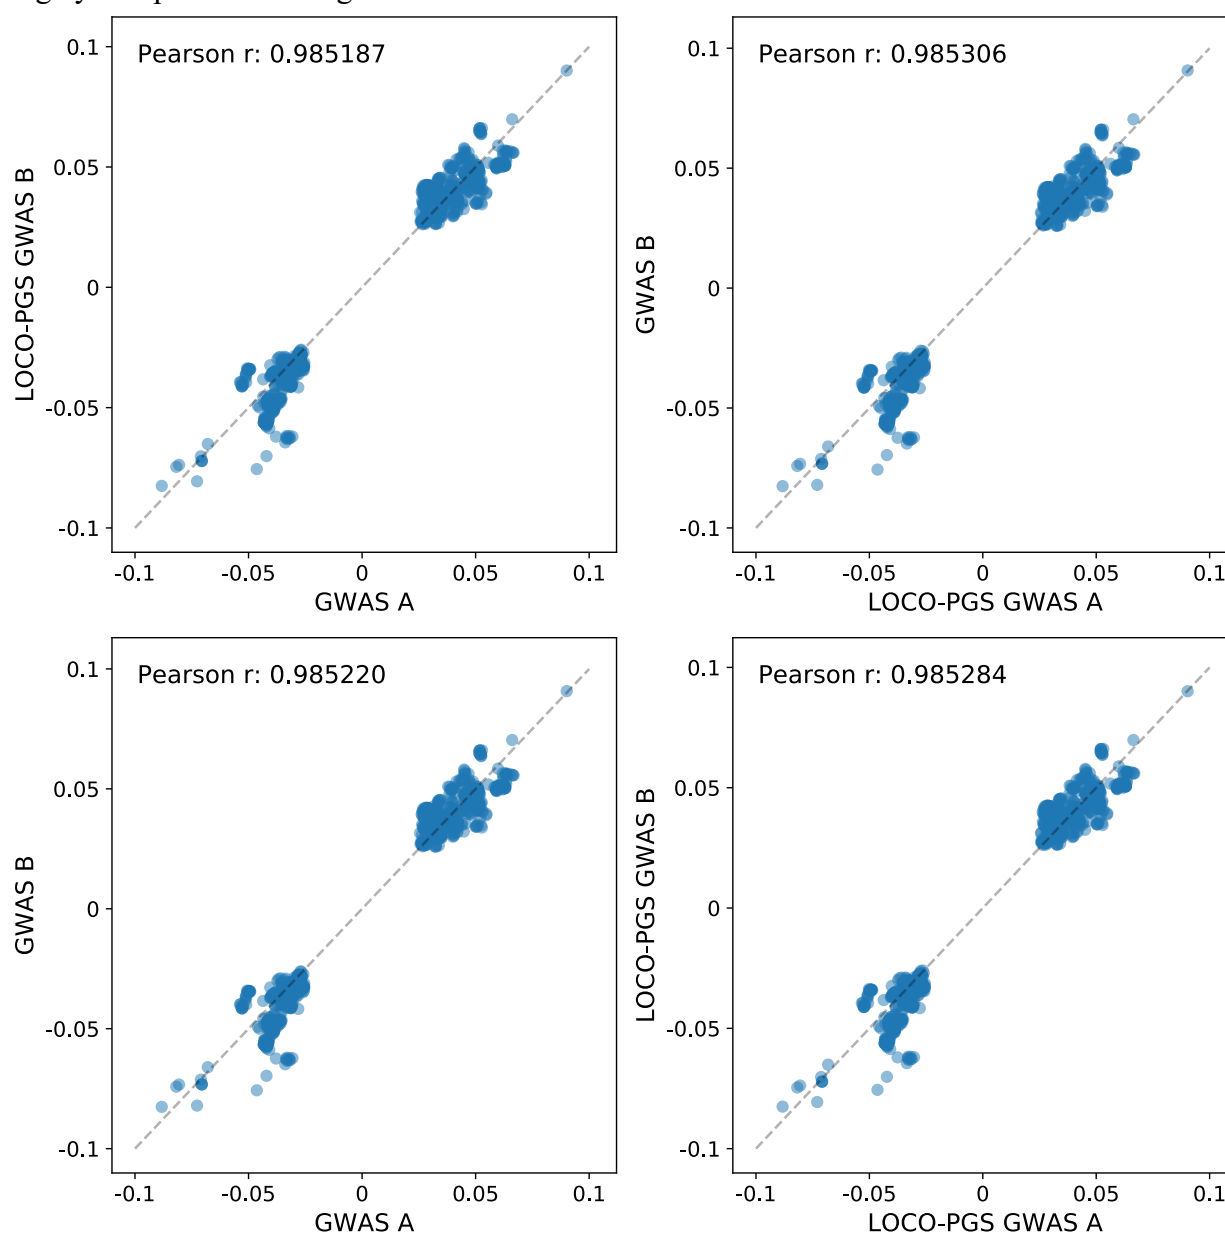 Pearson r: 0.985187
0.1
0.05
0
-0.05
-0.1
LOCO-PGS GWAS B
-0.1 -0.05 0 0.05 0.1
GWAS A
Pearson r: 0.985306
0.1
0.05
0
-0.05
-0.1
GWAS B
-0.1 -0.05 0 0.05 0.1
LOCO-PGS GWAS A
Pearson r: 0.985220
0.1
0.05
0
-0.05
-0.1
GWAS B
-0.1 -0.05 0 0.05 0.1
GWAS A
Pearson r: 0.985284
0.1
0.05
0
-0.05
-0.1
LOCO-PGS GWAS B
-0.1 -0.05 0 0.05 0.1
LOCO-PGS GWAS A